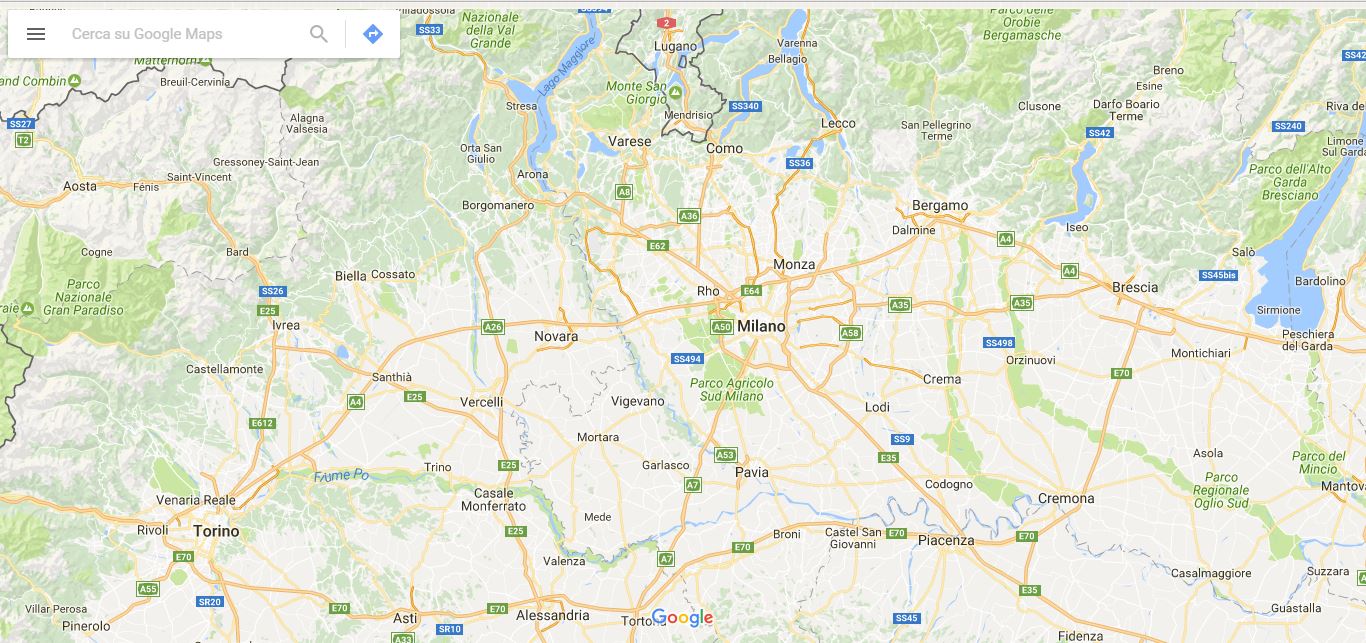 Cerca su Google Maps
Nazionale
della Val
Grande
SS33
2
Lugano
Varenna
Bellagio
Orobie
Bergamasche
SS42
Breno
Esine
Darfo Boario
Terme
Clusone
and Combin
Breuil-Cervinia
Lago Maggiore
Stresa
Monte San
Giorgio
Mendrisio
SS340
Lecco
San Pellegrino
Terme
SS42
SS240
Riva de
Limone
Sul Garda
SS27
T2
Alagna
Valsesia
Gressoney-Saint-Jean
Saint-Vincent
Aosta
Fénis
Orta San
Giulio
Arona
Varese
Como
SS36
Parco dell'Alto
Garda
Bresciano
A8
A36
Borgomanero
Bergamo
Dalmine
Iseo
A4
Salò
Cogne
Bard
E62
Parco
Nazionale
Gran Paradiso
SS26
E25
Biella
Cossato
Monza
Rho
E64
A4
SS45bis
Bardolino
Brescia
A35
A35
Sirmione
Ivrea
A26
Novara
A50
Milano
A58
SS498
Peschiera
del Garda
Castellamonte
Santhià
SS494
Orzinuovi
Montichiari
E70
A4
E25
Vercelli
Parco Agricolo
Sud Milano
Crema
Vigevano
Lodi
E612
Mortara
SS9
A53
E35
Asola
Trino
E25
Garlasco
Pavia
Parco del
Mincio
Fiume Po
A7
Codogno
Parco
Regionale
Oglio Sud
Mantova
Venaria Reale
Casale
Monferrato
Cremona
Rivoli
Torino
Mede
E25
Broni
Castel San
Giovanni
E70
Piacenza
E70
E70
Valenza
A7
E70
Casalmaggiore
Suzzara
A55
SR20
E70
E70
E35
Guastalla
Villar Perosa
Pinerolo
Asti
SR10
A33
Alessandria
Google
SS45
Fidenza